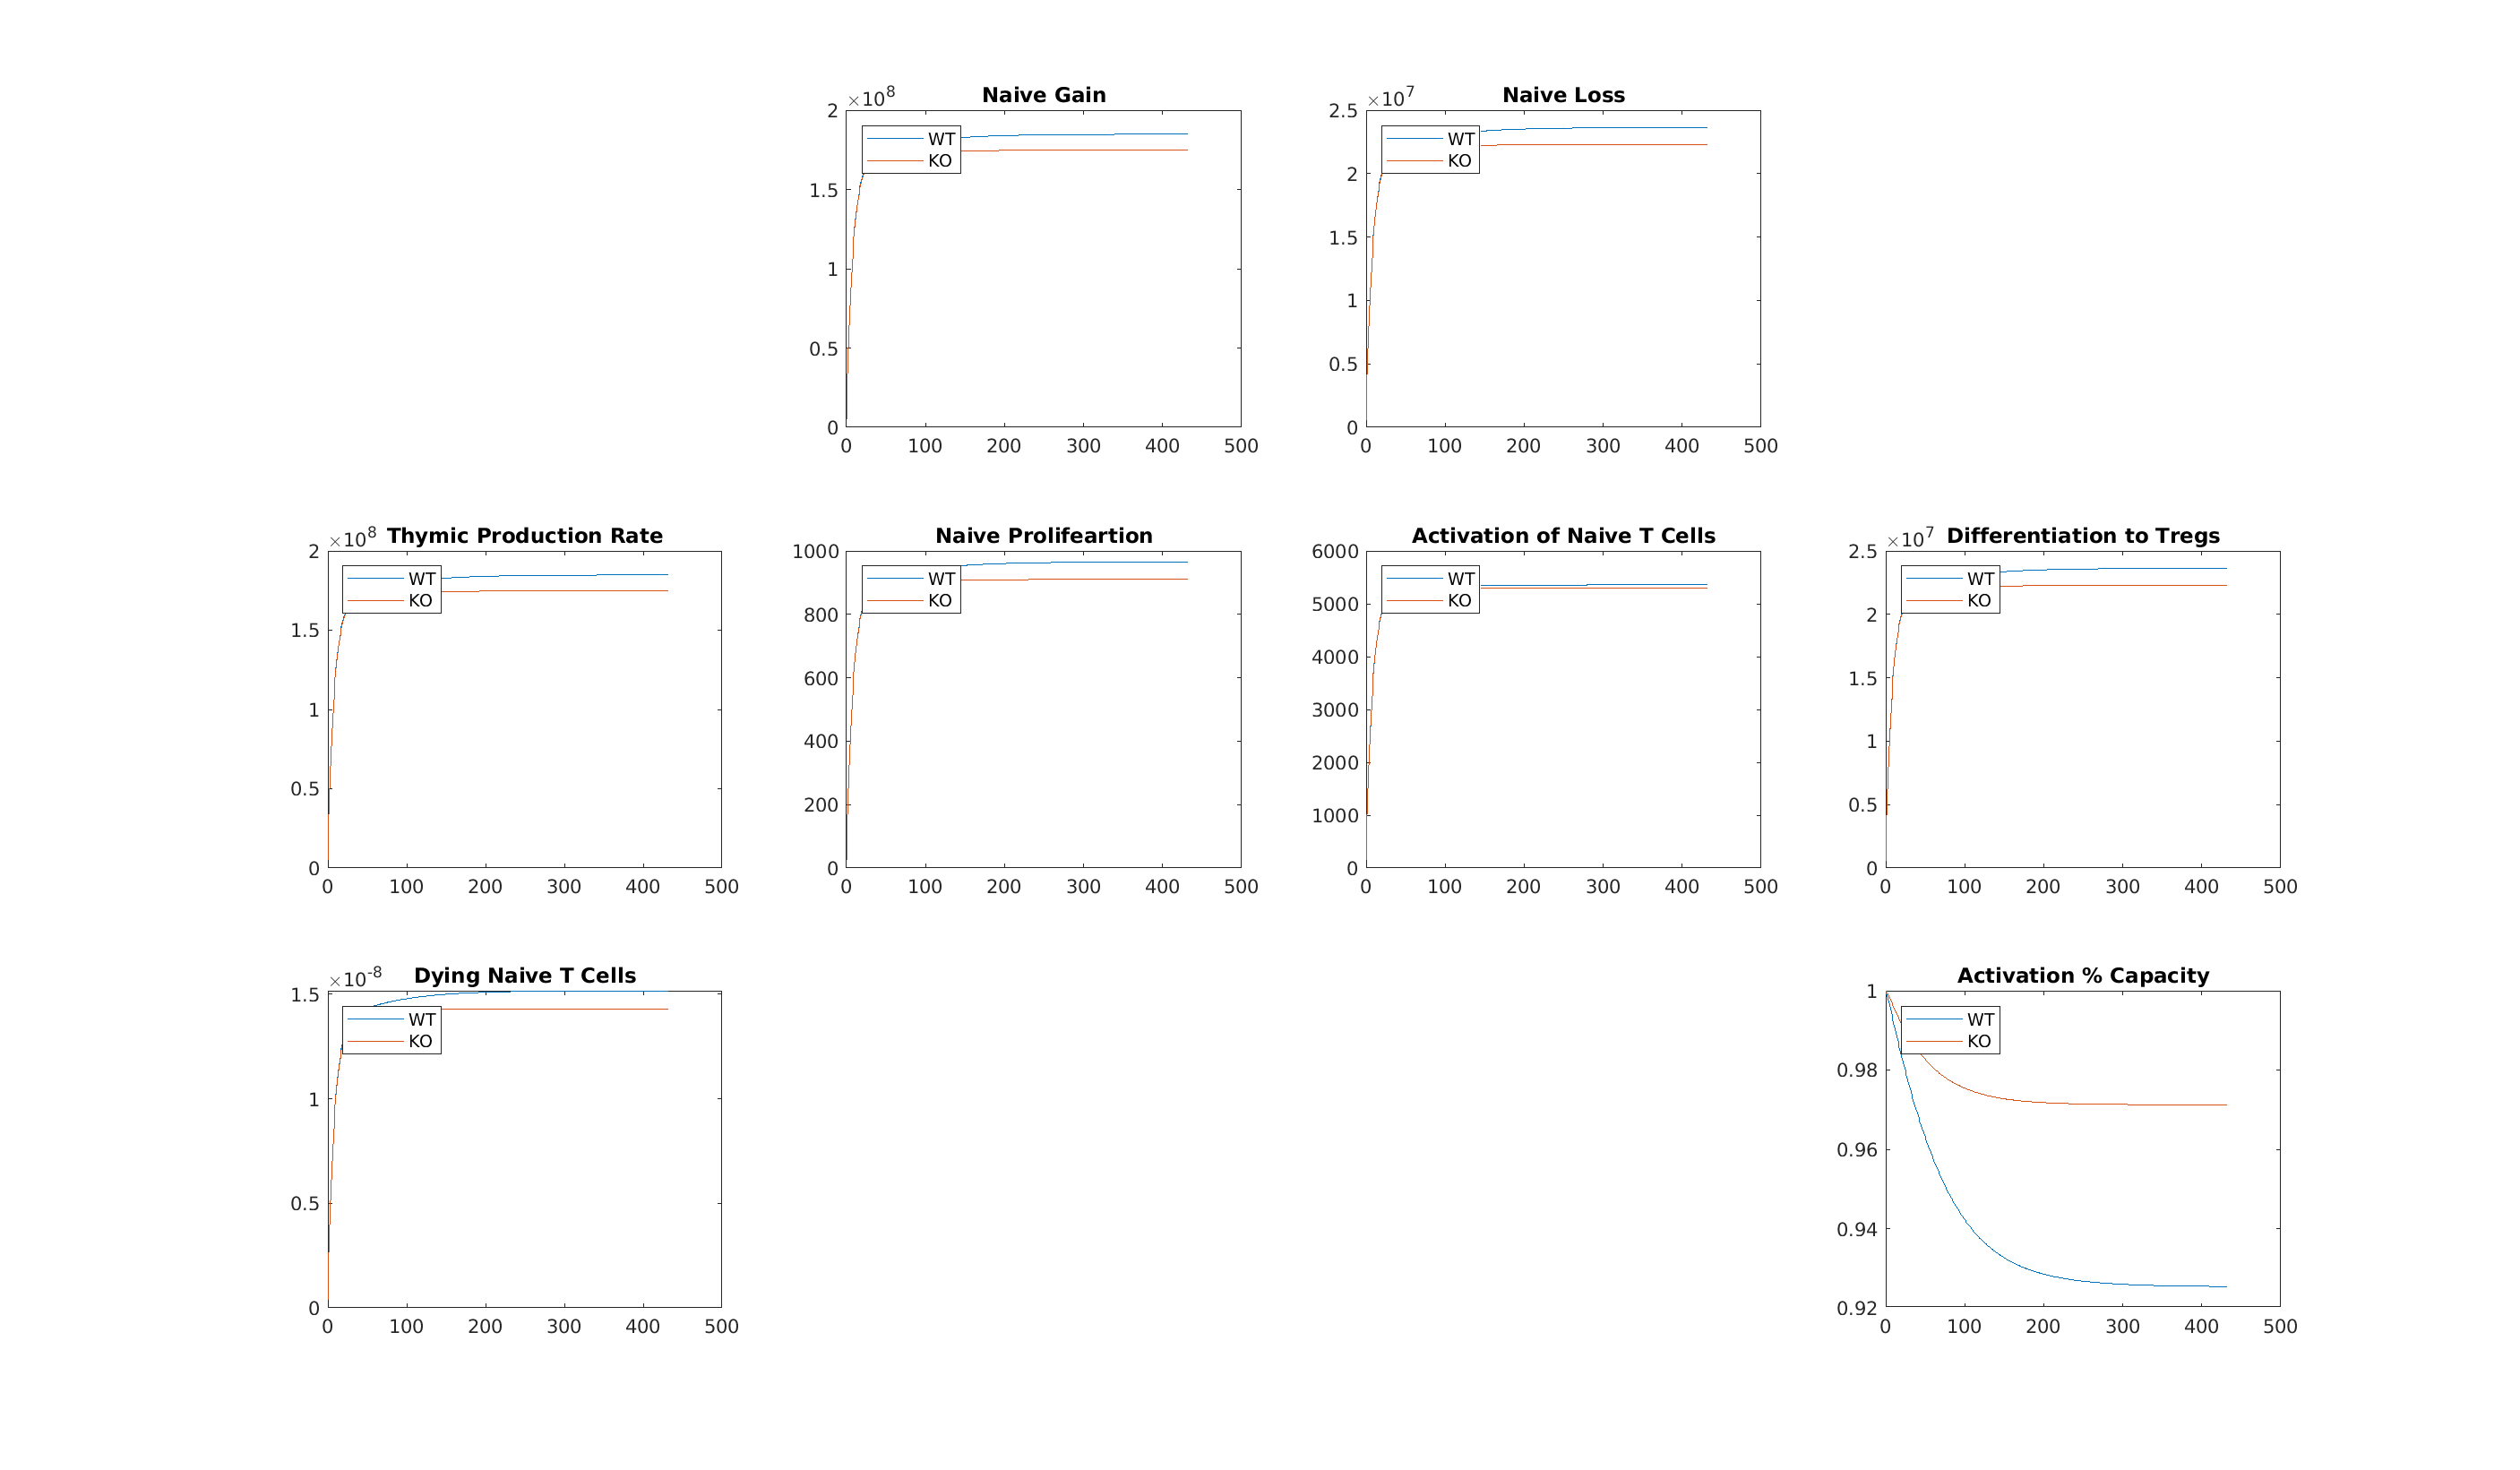 Naive Gain
×10^8
2
1.5
1
0.5
0
0 100 200 300 400 500
WT
KO
Naive Loss
×10^7
2.5
2
1.5
1
0.5
0
0 100 200 300 400 500
WT
KO
Thymic Production Rate
×10^8
2
1.5
1
0.5
0
0 100 200 300 400 500
WT
KO
Naive Prolifeartion
1000
800
600
400
200
0
0 100 200 300 400 500
WT
KO
Activation of Naive T Cells
6000
5000
4000
3000
2000
1000
0
0 100 200 300 400 500
WT
KO
Differentiation to Tregs
×10^7
2.5
2
1.5
1
0.5
0
0 100 200 300 400 500
WT
KO
Dying Naive T Cells
×10^-8
1.5
1
0.5
0
0 100 200 300 400 500
WT
KO
Activation % Capacity
1
0.98
0.96
0.94
0.92
0 100 200 300 400 500
WT
KO